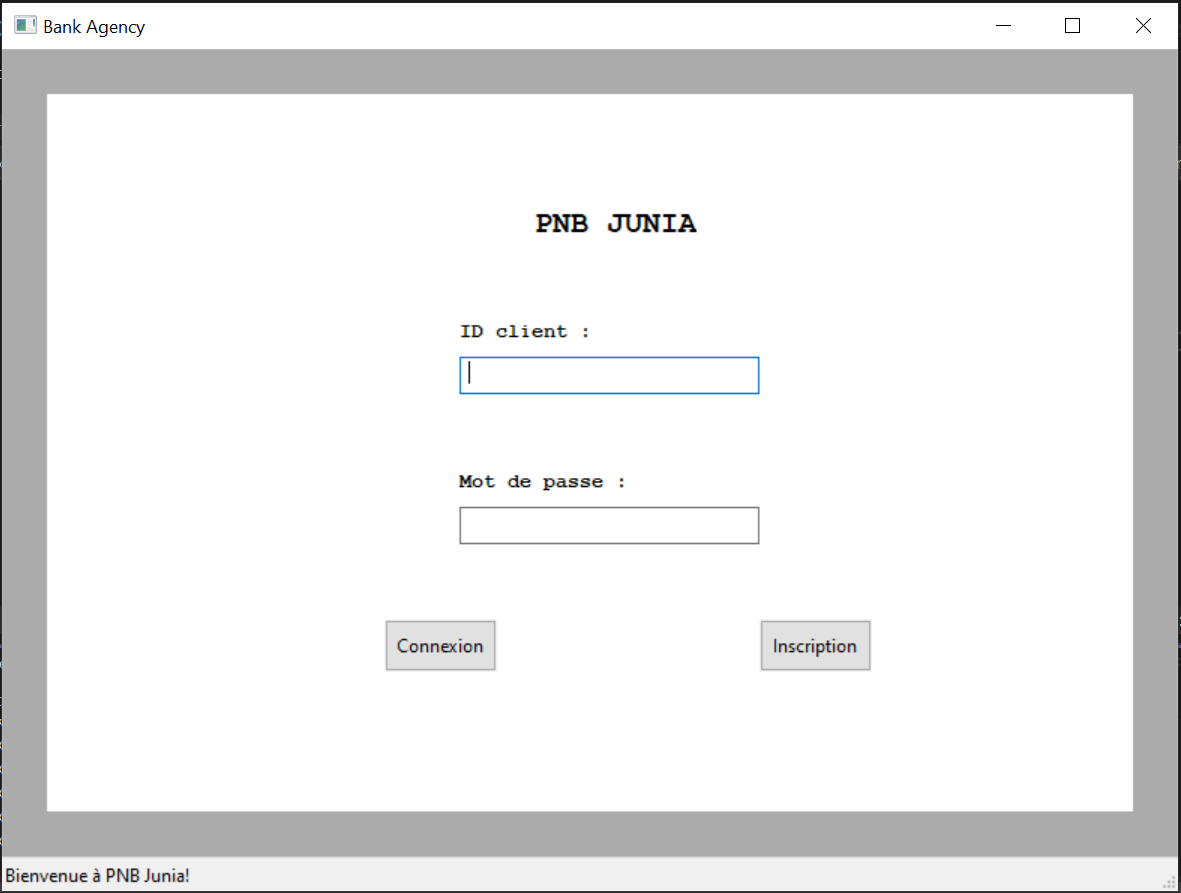 Bank Agency
PNB JUNIA
ID client :
Mot de passe :
Connexion
Inscription
Bienvenue à PNB Junia!